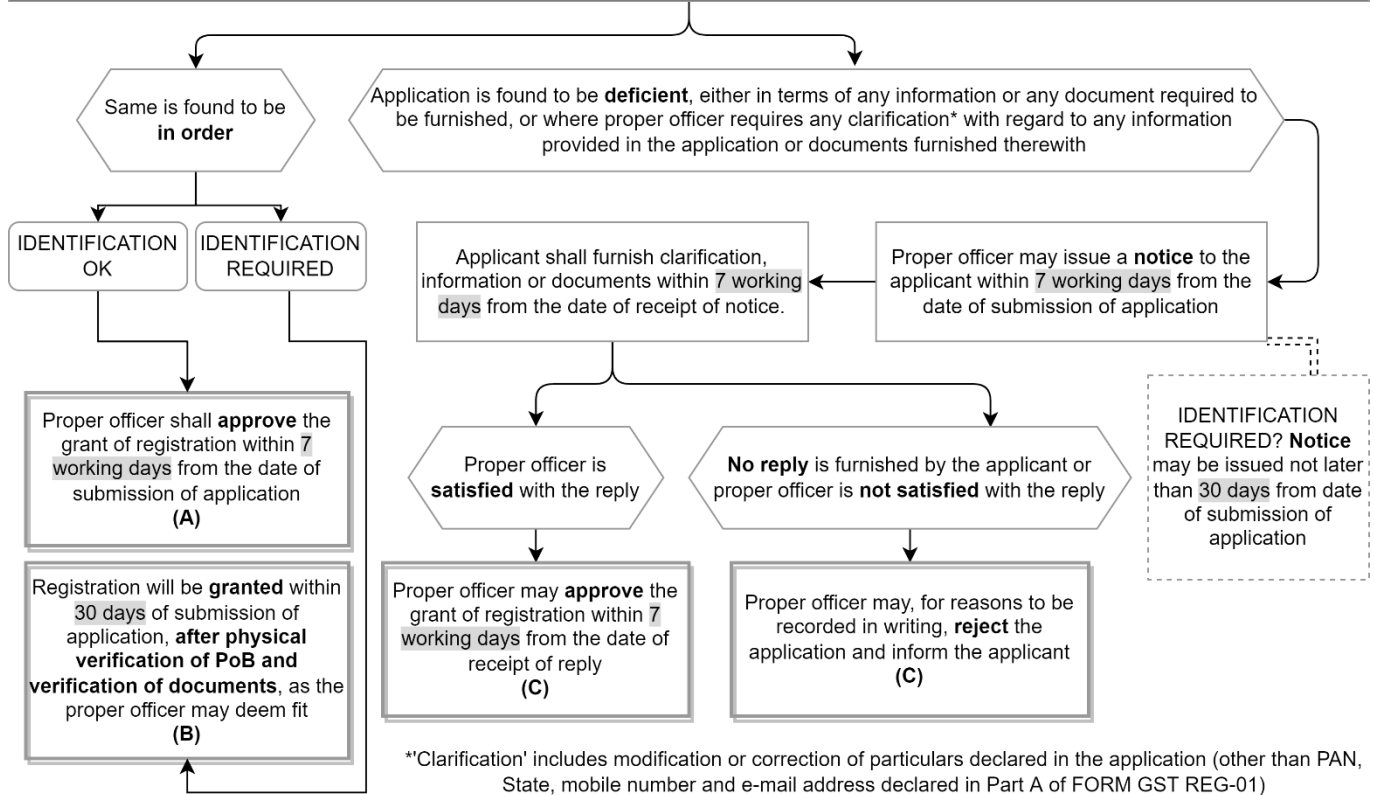 Same is found to be
in order
Application is found to be deficient, either in terms of any information or any document required to
be furnished, or where proper officer requires any clarification* with regard to any information
provided in the application or documents furnished therewith
IDENTIFICATION
OK
IDENTIFICATION
REQUIRED
Applicant shall furnish clarification,
information or documents within 7 working
days from the date of receipt of notice.
Proper officer may issue a notice to the
applicant within 7 working days from the
date of submission of application
IDENTIFICATION
REQUIRED? Notice
may be issued not later
than 30 days from date
of submission of
application
Proper officer shall approve the
grant of registration within 7
working days from the date of
submission of application
(A)
Proper officer is
satisfied with the reply
No reply is furnished by the applicant or
proper officer is not satisfied with the reply
Registration will be granted within
30 days of submission of
application, after physical
verification of PoB and
verification of documents, as the
proper officer may deem fit
(B)
Proper officer may approve the
grant of registration within 7
working days from the date of
receipt of reply
(C)
Proper officer may, for reasons to be
recorded in writing, reject the
application and inform the applicant
(C)
*'Clarification' includes modification or correction of particulars declared in the application (other than PAN,
State, mobile number and e-mail address declared in Part A of FORM GST REG-01)